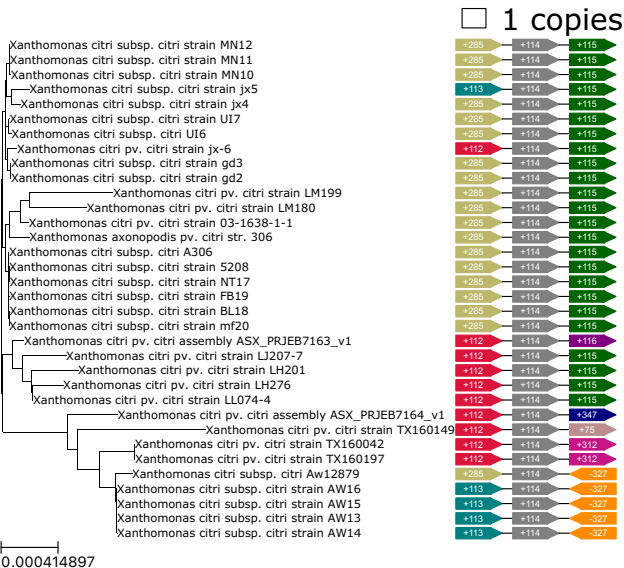 1 copies
Xanthomonas citri subsp. citri strain MN12 +285 +114 +115
Xanthomonas citri subsp. citri strain MN11 +285 +114 +115
Xanthomonas citri subsp. citri strain MN10 +285 +114 +115
Xanthomonas citri subsp. citri strain jx5 +113 +114 +115
Xanthomonas citri subsp. citri strain jx4 +285 +114 +115
Xanthomonas citri subsp. citri strain UI7 +285 +114 +115
Xanthomonas citri subsp. citri UI6 +285 +114 +115
Xanthomonas citri pv. citri strain jx-6 +112 +114 +115
Xanthomonas citri subsp. citri strain gd3 +285 +114 +115
Xanthomonas citri subsp. citri strain gd2 +285 +114 +115
Xanthomonas citri pv. citri strain LM199 +285 +114 +115
Xanthomonas citri pv. citri strain LM180 +285 +114 +115
Xanthomonas citri pv. citri strain 03-1638-1-1 +285 +114 +115
Xanthomonas axonopodis pv. citri str. 306 +285 +114 +115
Xanthomonas citri subsp. citri A306 +285 +114 +115
Xanthomonas citri subsp. citri strain 5208 +285 +114 +115
Xanthomonas citri subsp. citri strain NT17 +285 +114 +115
Xanthomonas citri subsp. citri strain FB19 +285 +114 +115
Xanthomonas citri subsp. citri strain BL18 +285 +114 +115
Xanthomonas citri subsp. citri strain mf20 +285 +114 +115
Xanthomonas citri pv. citri assembly ASX_PRJEB7163_v1 +112 +114 +116
Xanthomonas citri pv. citri strain LJ207-7 +112 +114 +115
Xanthomonas citri pv. citri strain LH201 +112 +114 +115
Xanthomonas citri pv. citri strain LH276 +112 +114 +115
Xanthomonas citri pv. citri strain LL074-4 +112 +114 +115
Xanthomonas citri pv. citri assembly ASX_PRJEB7164_v1 +112 +114 +347
Xanthomonas citri pv. citri strain TX160149 +112 +114 +75
Xanthomonas citri pv. citri strain TX160042 +112 +114 +312
Xanthomonas citri pv. citri strain TX160197 +112 +114 +312
Xanthomonas citri subsp. citri Aw12879 +285 +114 -327
Xanthomonas citri subsp. citri strain AW16 +113 +114 -327
Xanthomonas citri subsp. citri strain AW15 +113 +114 -327
Xanthomonas citri subsp. citri strain AW13 +113 +114 -327
Xanthomonas citri subsp. citri strain AW14 +113 +114 -327
0.000414897